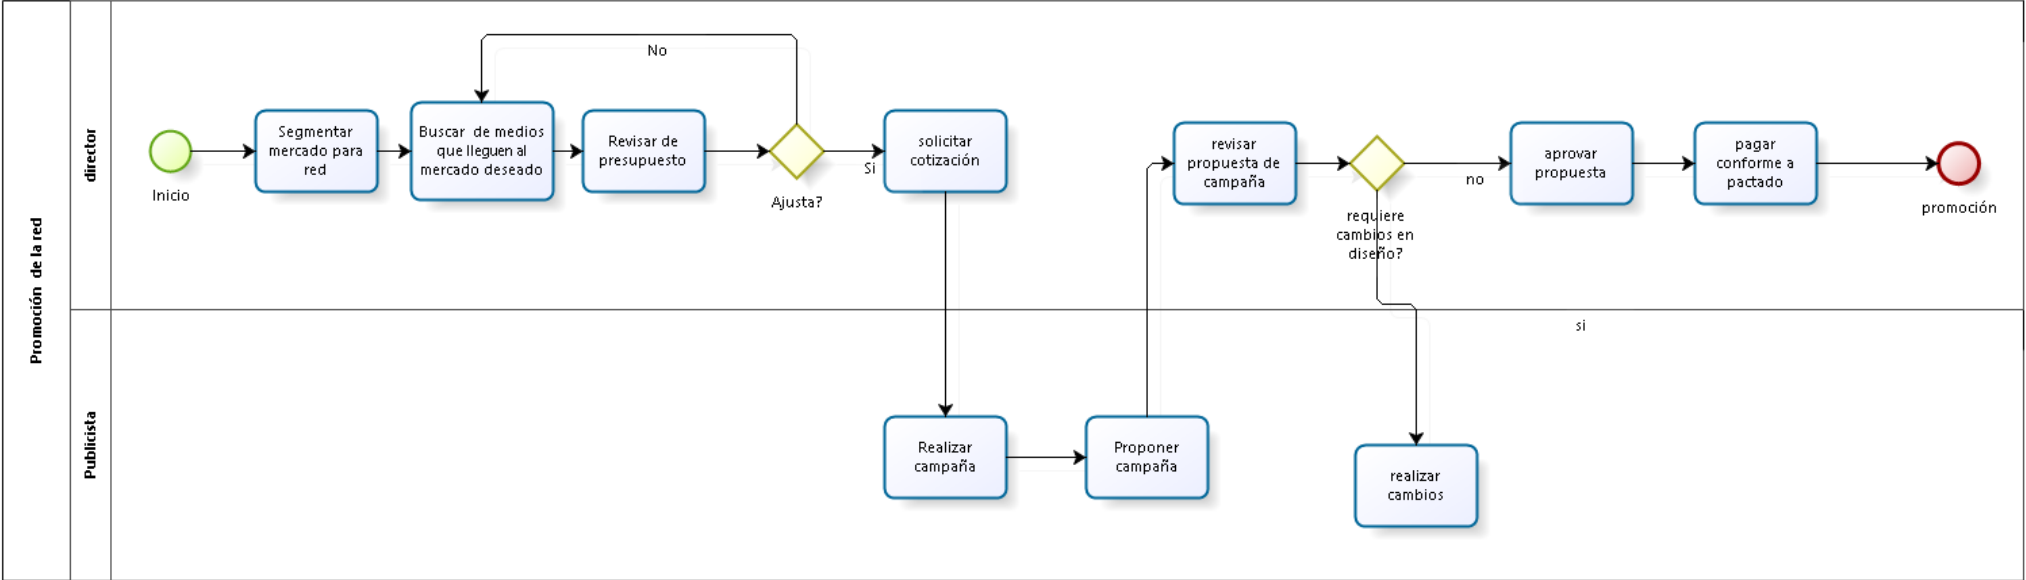 Promoción de la red
director
Publicista
Inicio
Segmentar
mercado para
red
Buscar de medios
que lleguen al
mercado deseado
Revisar de
presupuesto
No
Ajusta?
Si
solicitar
cotización
Realizar
campaña
Proponer
campaña
revisar
propuesta de
campaña
requiere
cambios en
diseño?
no
si
realizar
cambios
aprovar
propuesta
pagar
conforme a
pactado
promoción